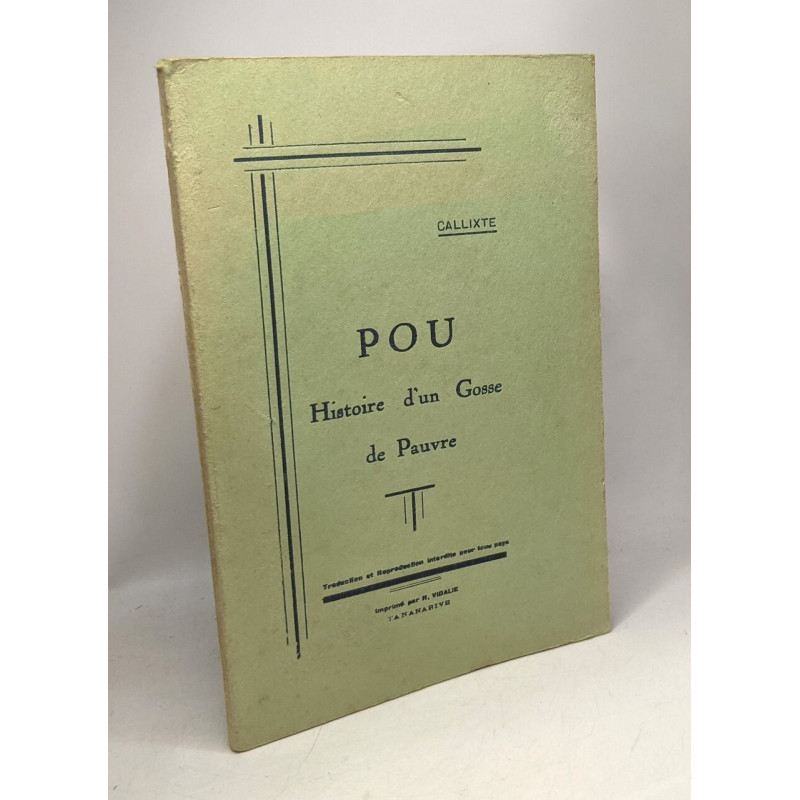 CALLIXTE
POU
Histoire d'un Gosse
de Pauvre
Traduction et Reproduction interdite pour tous pays
Imprimé par R. VIDALIE
TANANARIVE